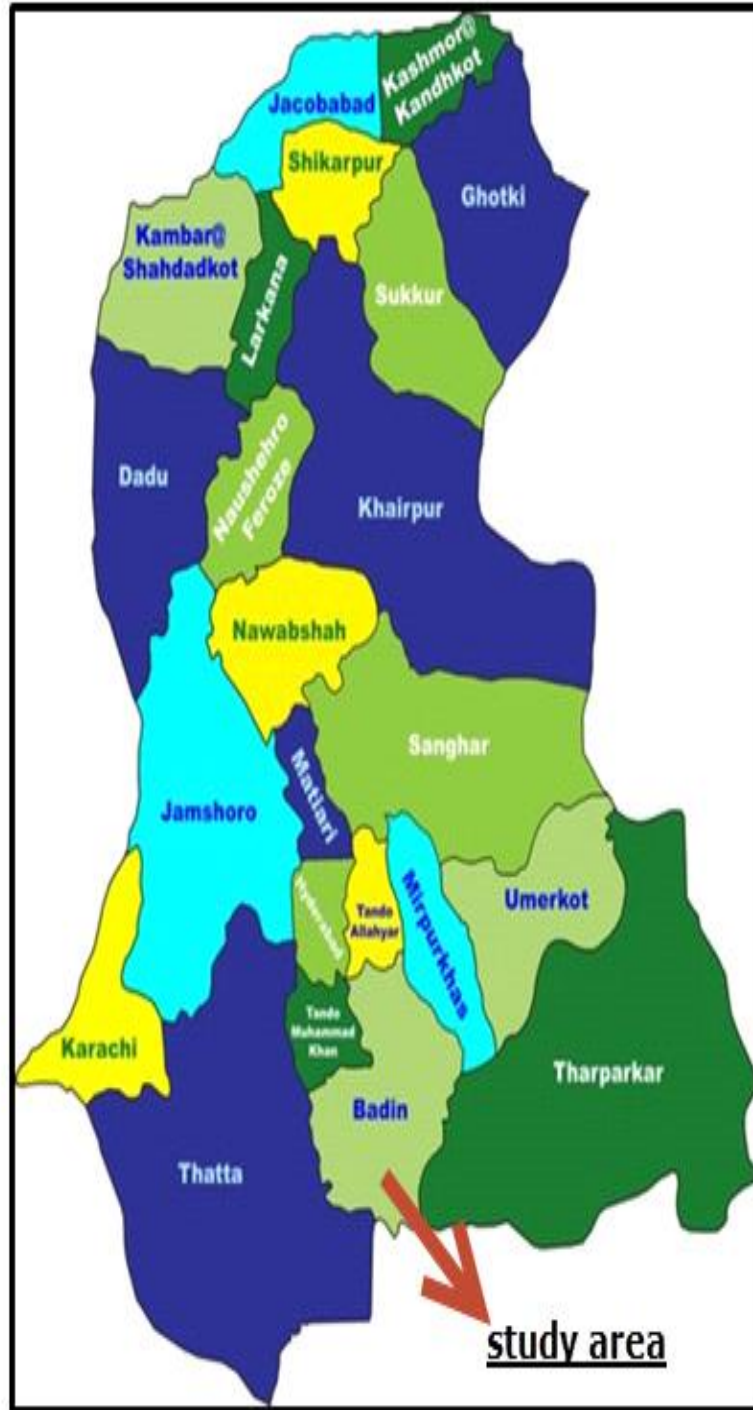 Kashmor@
Kandhkot
Jacobabad
Shikarpur
Ghotki
Kambar@
Shahdadkot
Larkana
Sukkur
Dadu
Naushehro
Feroze
Khairpur
Nawabshah
Sanghar
Matiari
Jamshoro
Hyderabad
Tando
Allahyar
Mirpurkhas
Umerkot
Tando
Muhammad
Khan
Karachi
Tharparkar
Badin
Thatta
study area